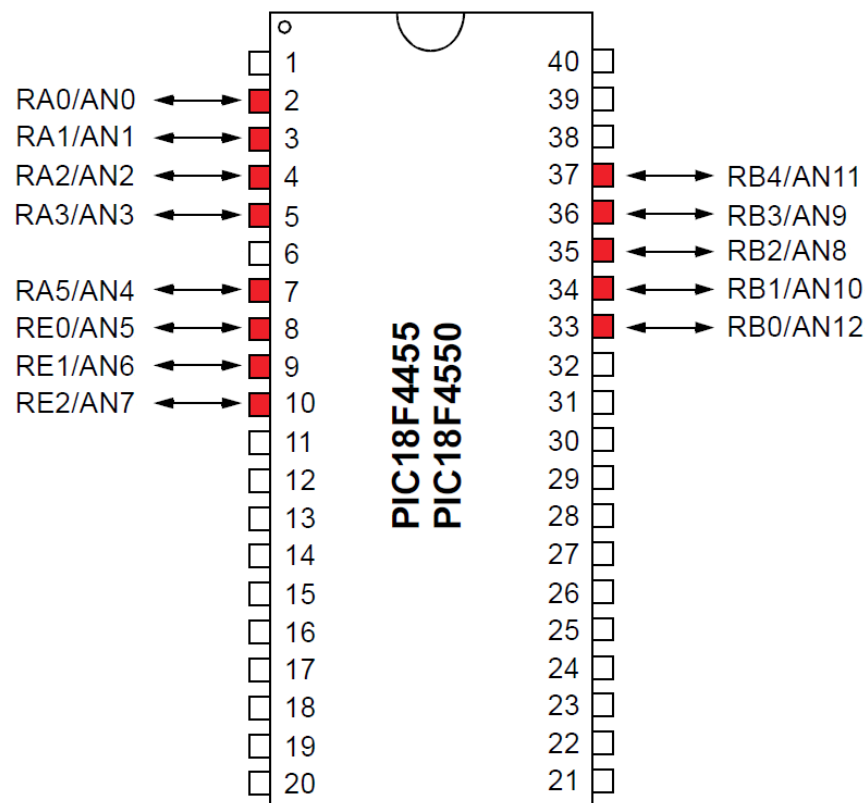 1 40
RA0/AN0 2 39
RA1/AN1 3 38
RA2/AN2 4 37 RB4/AN11
RA3/AN3 5 36 RB3/AN9
6 35 RB2/AN8
RA5/AN4 7 34 RB1/AN10
RE0/AN5 8 33 RB0/AN12
RE1/AN6 9 32
RE2/AN7 10 31
11 30
12 29
13 28
14 27
15 26
16 25
17 24
18 23
19 22
20 21
PIC18F4455
PIC18F4550